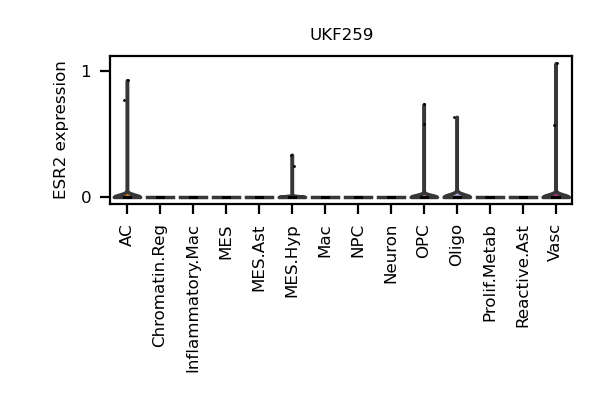 UKF259
ESR2 expression
1
0
AC
Chromatin.Reg
Inflammatory.Mac
MES
MES.Ast
MES.Hyp
Mac
NPC
Neuron
OPC
Oligo
Prolif.Metab
Reactive.Ast
Vasc